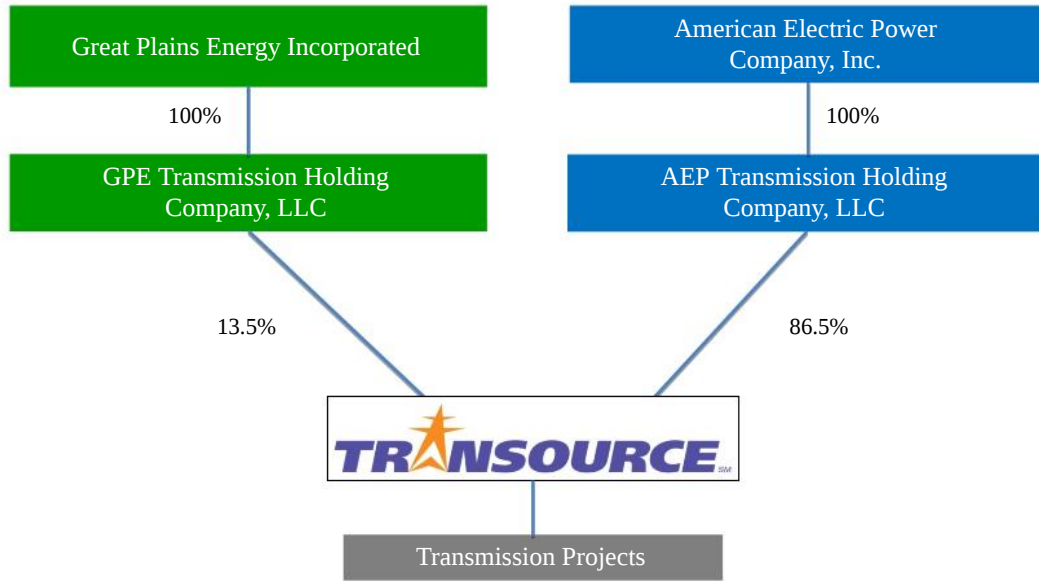 Great Plains Energy Incorporated
American Electric Power
Company, Inc.
100%
100%
GPE Transmission Holding
Company, LLC
AEP Transmission Holding
Company, LLC
13.5%
86.5%
TRANSOURCE SM
Transmission Projects